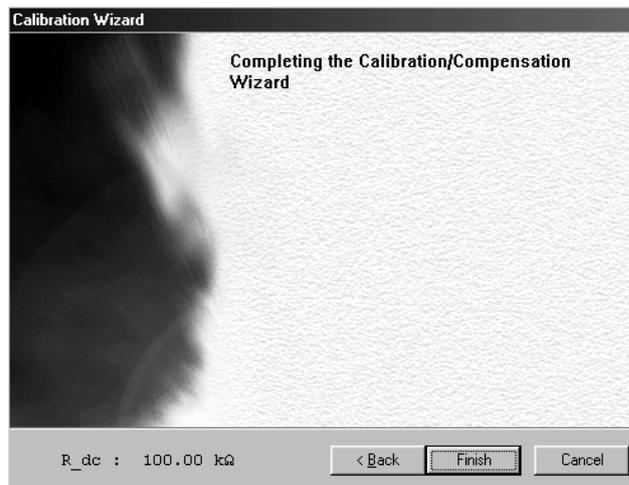 Calibration Wizard
Completing the Calibration/Compensation
Wizard
R_dc : 100.00 kΩ
< Back
Finish
Cancel